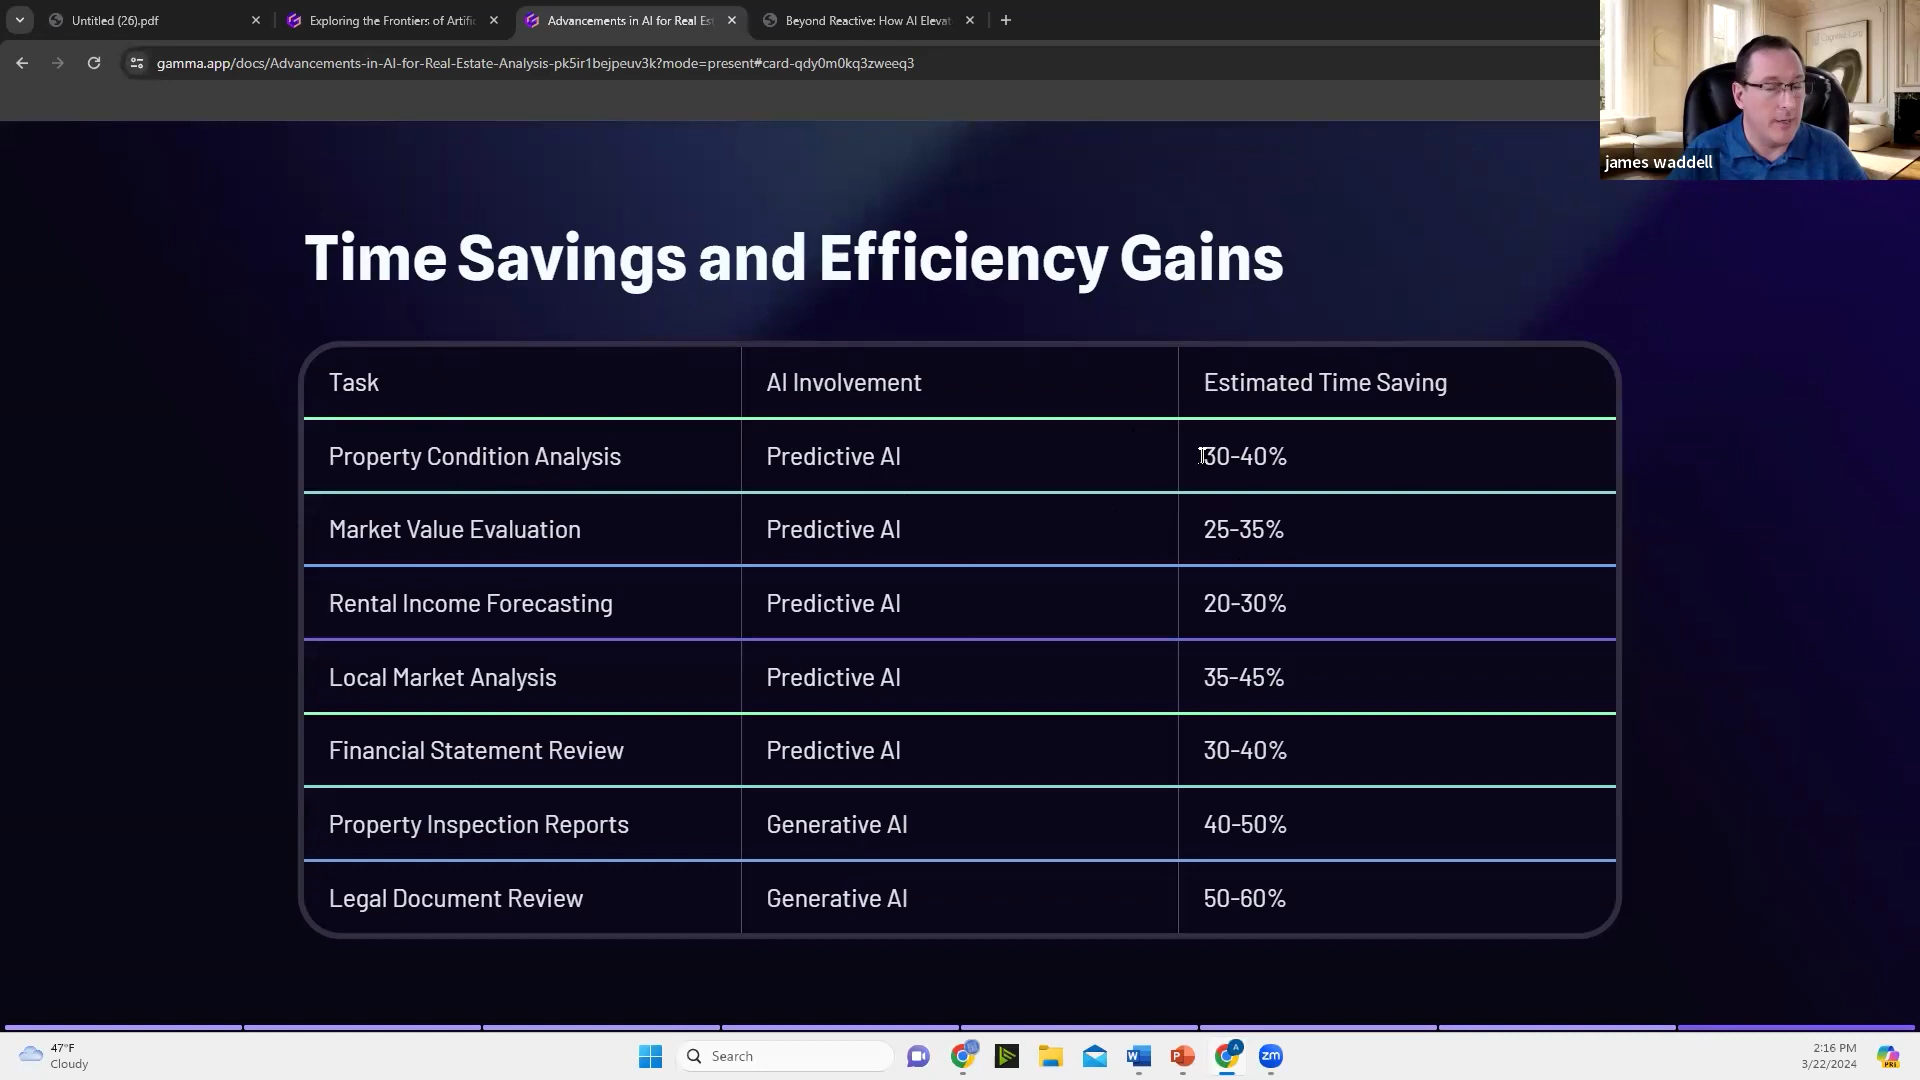 Untitled (26).pdf
Exploring the Frontiers of Artific
Advancements in AI for Real Est
Beyond Reactive: How AI Elevat
gamma.app/docs/Advancements-in-AI-for-Real-Estate-Analysis-pk5ir1bejpeuv3k?mode=present#card-qdy0m0kq3zweeq3
james waddell
Time Savings and Efficiency Gains
Task AI Involvement Estimated Time Saving
Property Condition Analysis Predictive AI 30-40%
Market Value Evaluation Predictive AI 25-35%
Rental Income Forecasting Predictive AI 20-30%
Local Market Analysis Predictive AI 35-45%
Financial Statement Review Predictive AI 30-40%
Property Inspection Reports Generative AI 40-50%
Legal Document Review Generative AI 50-60%
47°F
Cloudy
Search
zm
2:16 PM
3/22/2024